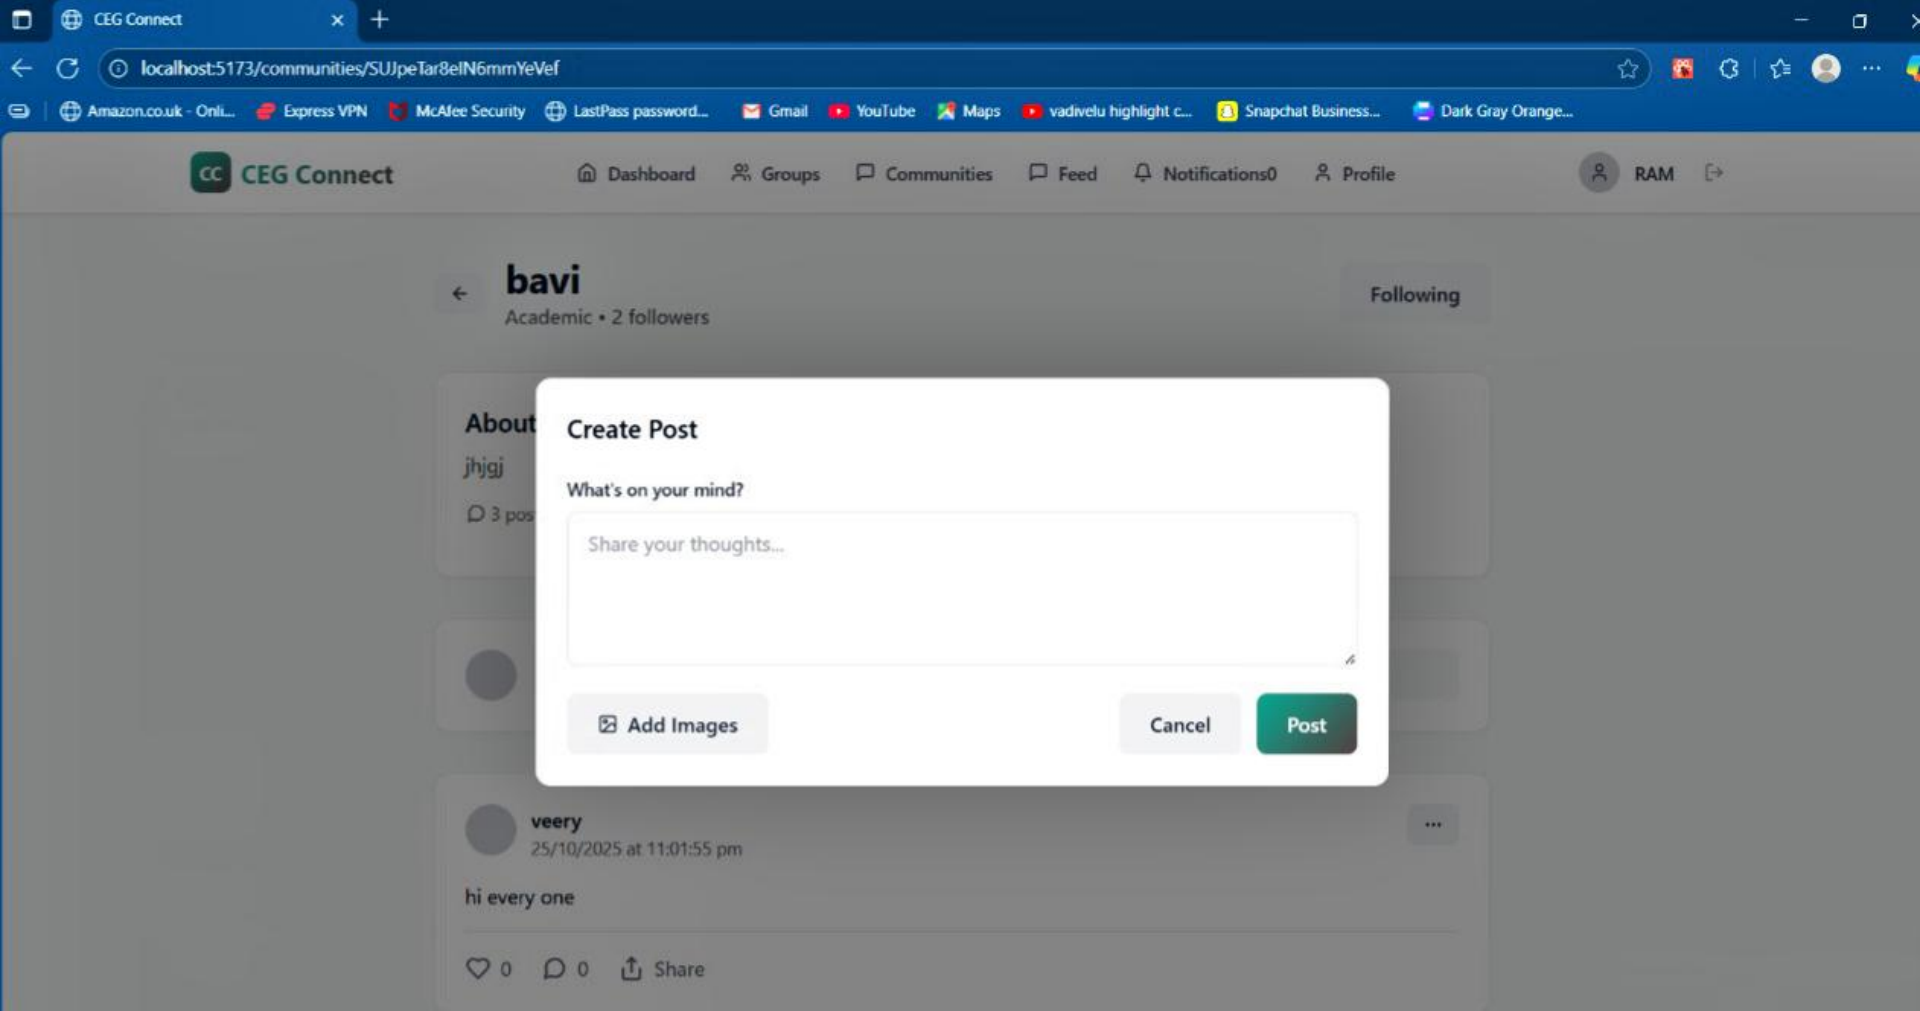 CEG Connect
localhost:5173/communities/SUJpeTar8eIN6mmYeVef
Amazon.co.uk - Onli... Express VPN McAfee Security LastPass password... Gmail YouTube Maps vadivelu highlight c... Snapchat Business... Dark Gray Orange...
CC CEG Connect Dashboard Groups Communities Feed Notifications0 Profile RAM
bavi
Academic • 2 followers
Following
About
jhjgj
3 pos
Create Post
What's on your mind?
Share your thoughts...
Add Images Cancel Post
veery
25/10/2025 at 11:01:55 pm
...
hi every one
0 0 Share